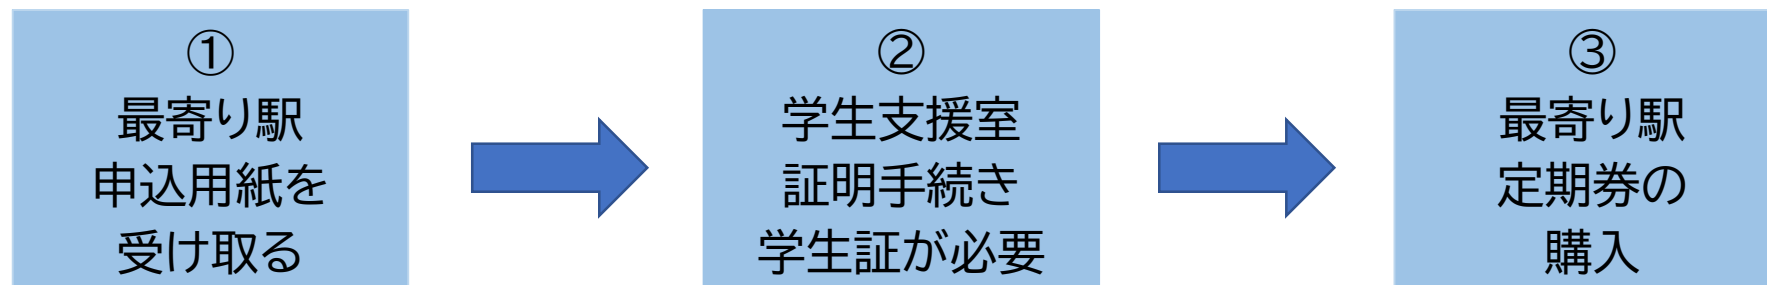 ①
最寄り駅
申込用紙を
受け取る
②
学生支援室
証明手続き
学生証が必要
③
最寄り駅
定期券の
購入